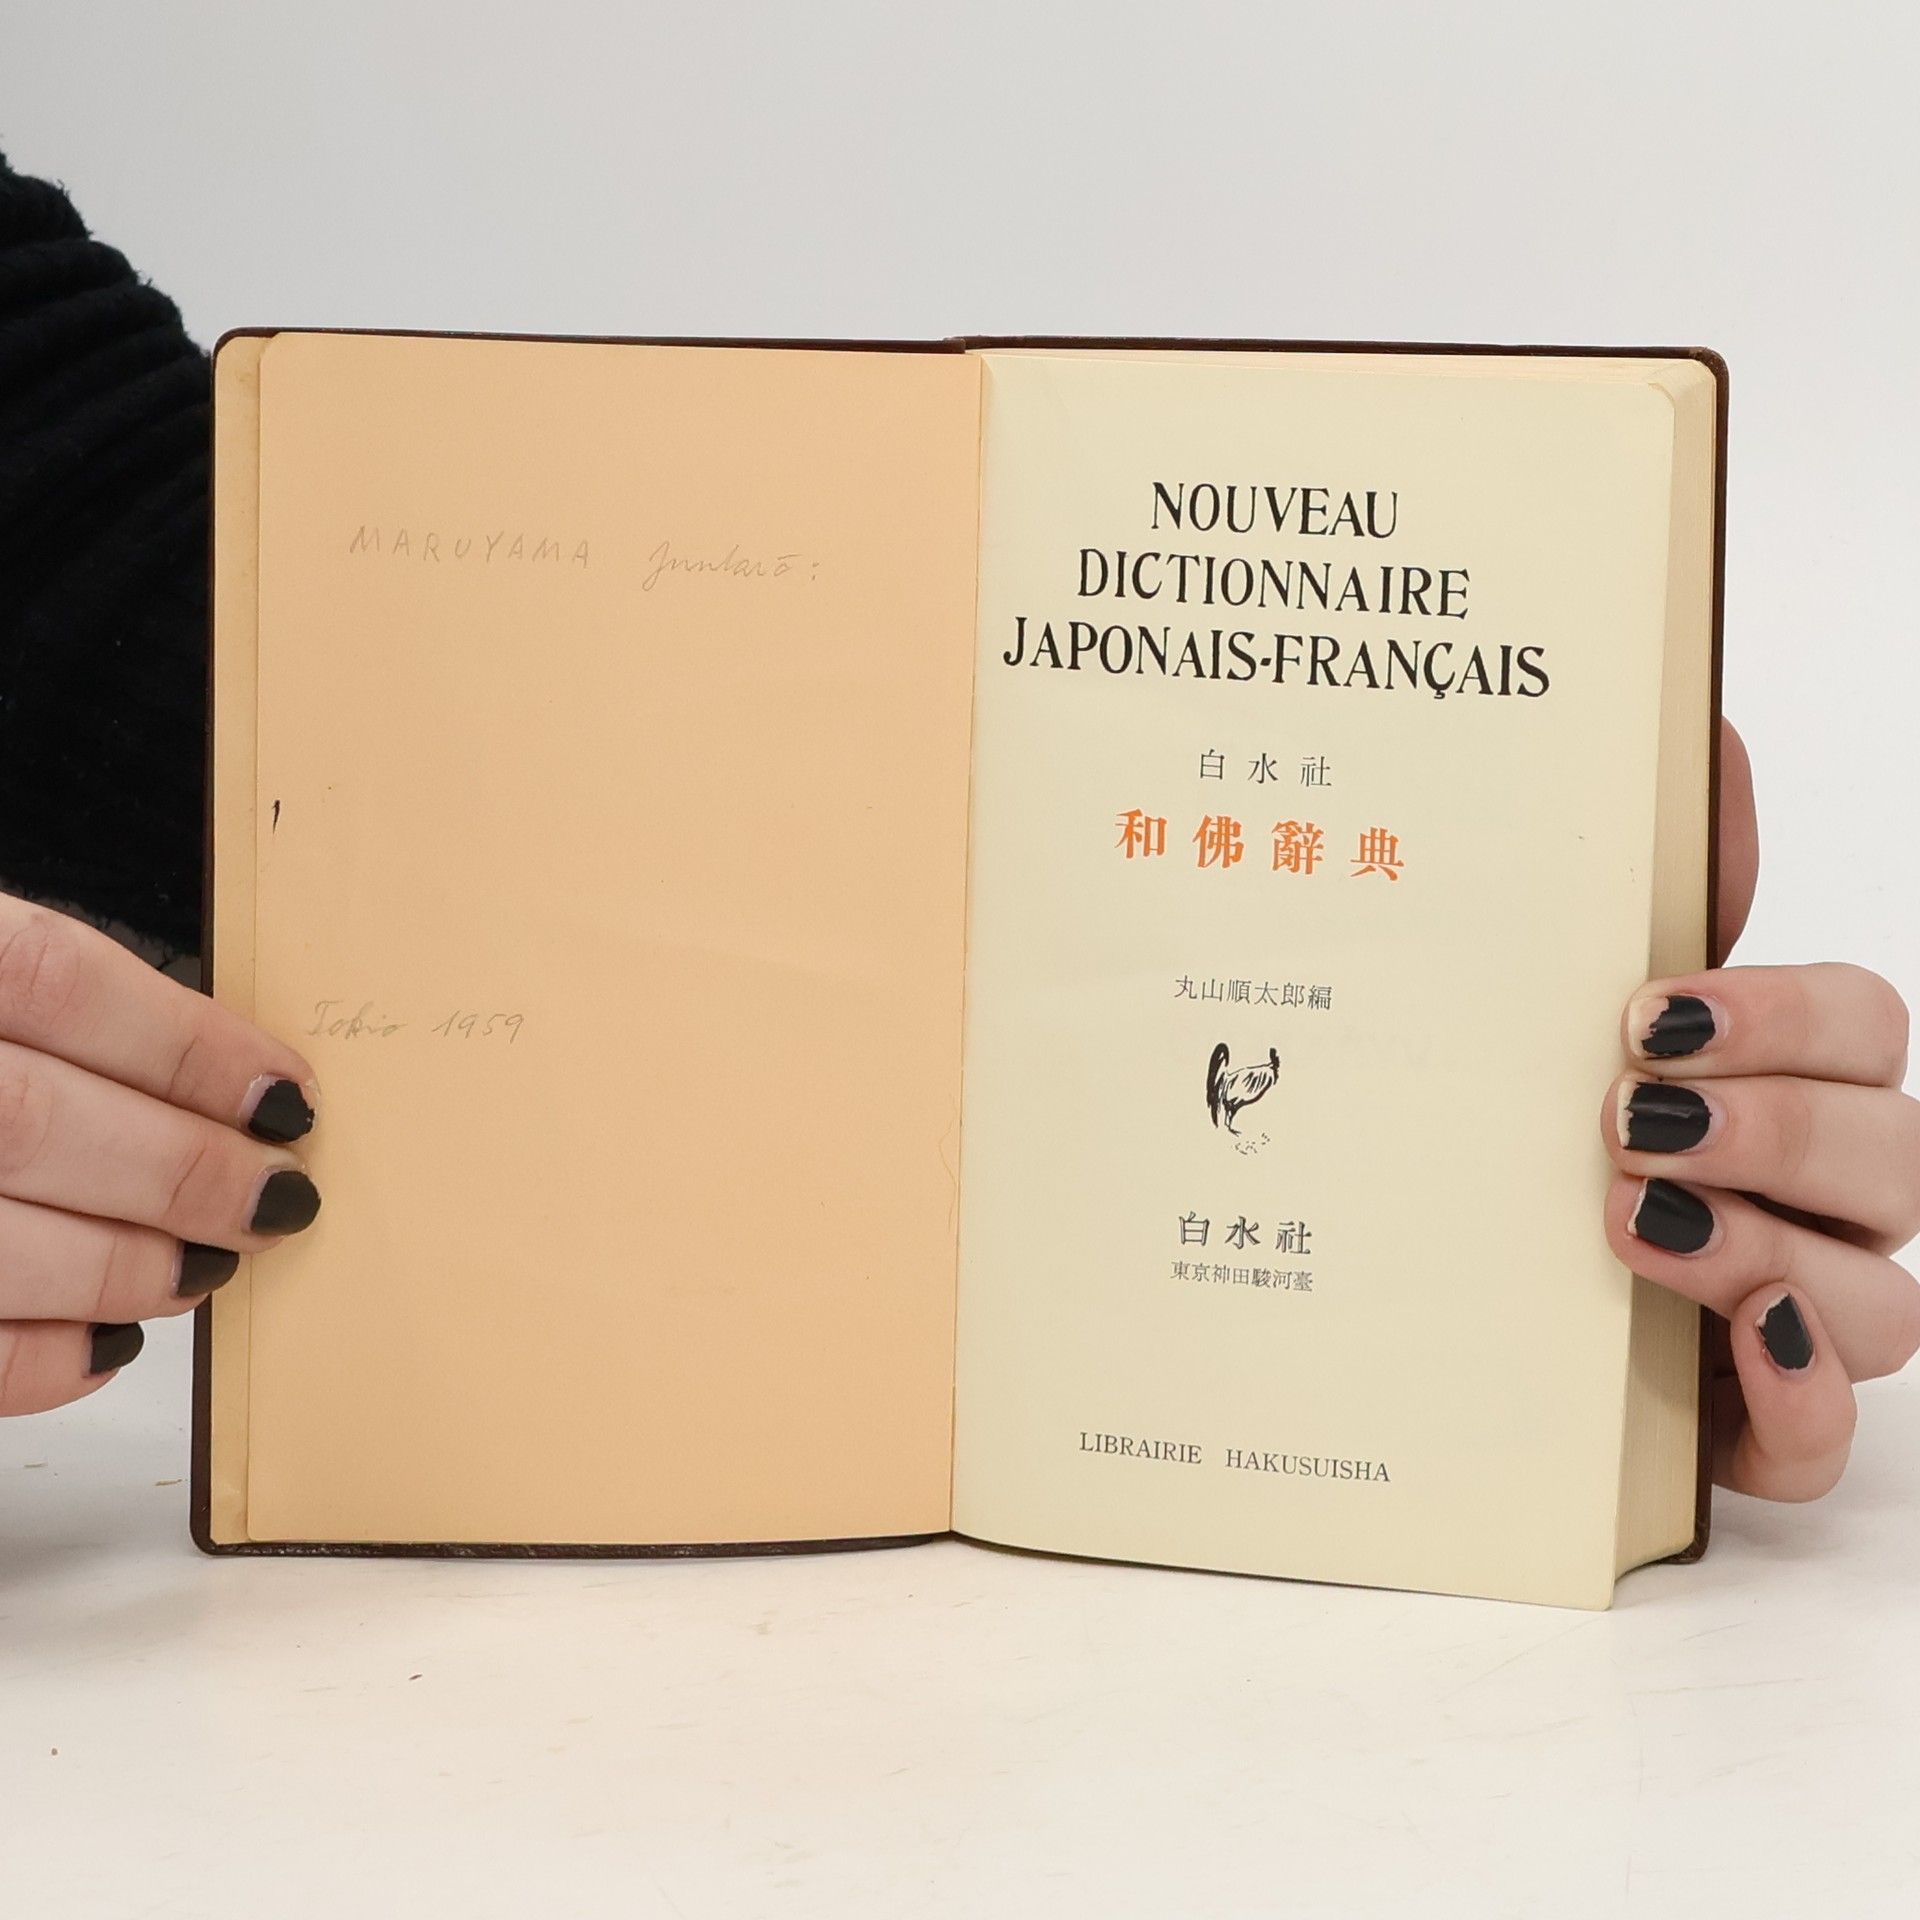 MARUYAMA Juntarō:
Tokio 1959
NOUVEAU
DICTIONNAIRE
JAPONAIS-FRANÇAIS
白水社
和佛辭典
丸山順太郎編
白水社
東京神田駿河臺
LIBRAIRIE HAKUSUISHA